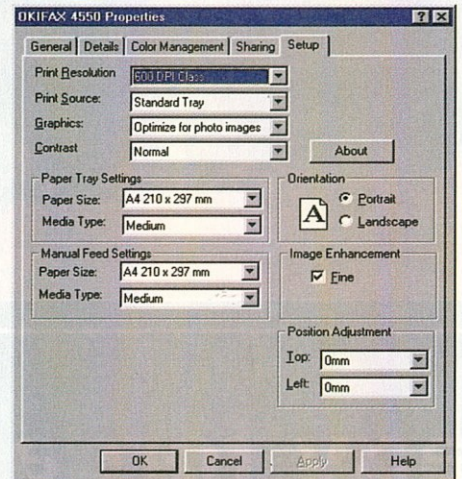 OKIFAX 4550 Properties
General Details Color Management Sharing Setup
Print Resolution 600 DPI Class
Print Source: Standard Tray
Graphics: Optimize for photo images
Contrast Normal
About
Paper Tray Settings
Paper Size: A4 210 x 297 mm
Media Type: Medium
Orientation
A
Portrait
Landscape
Manual Feed Settings
Paper Size: A4 210 x 297 mm
Media Type: Medium
Image Enhancement
Fine
Position Adjustment
Top: 0mm
Left: 0mm
OK Cancel Apply Help